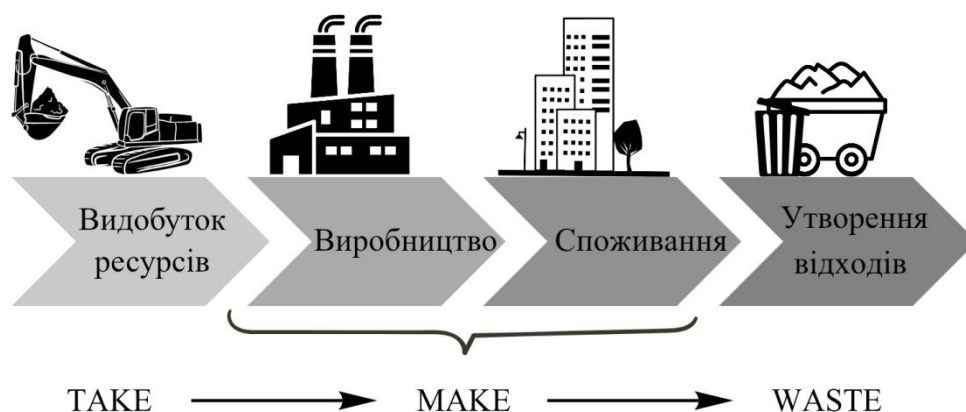 Видобуток
ресурсів
Виробництво
Споживання
Утворення
відходів
TAKE
MAKE
WASTE